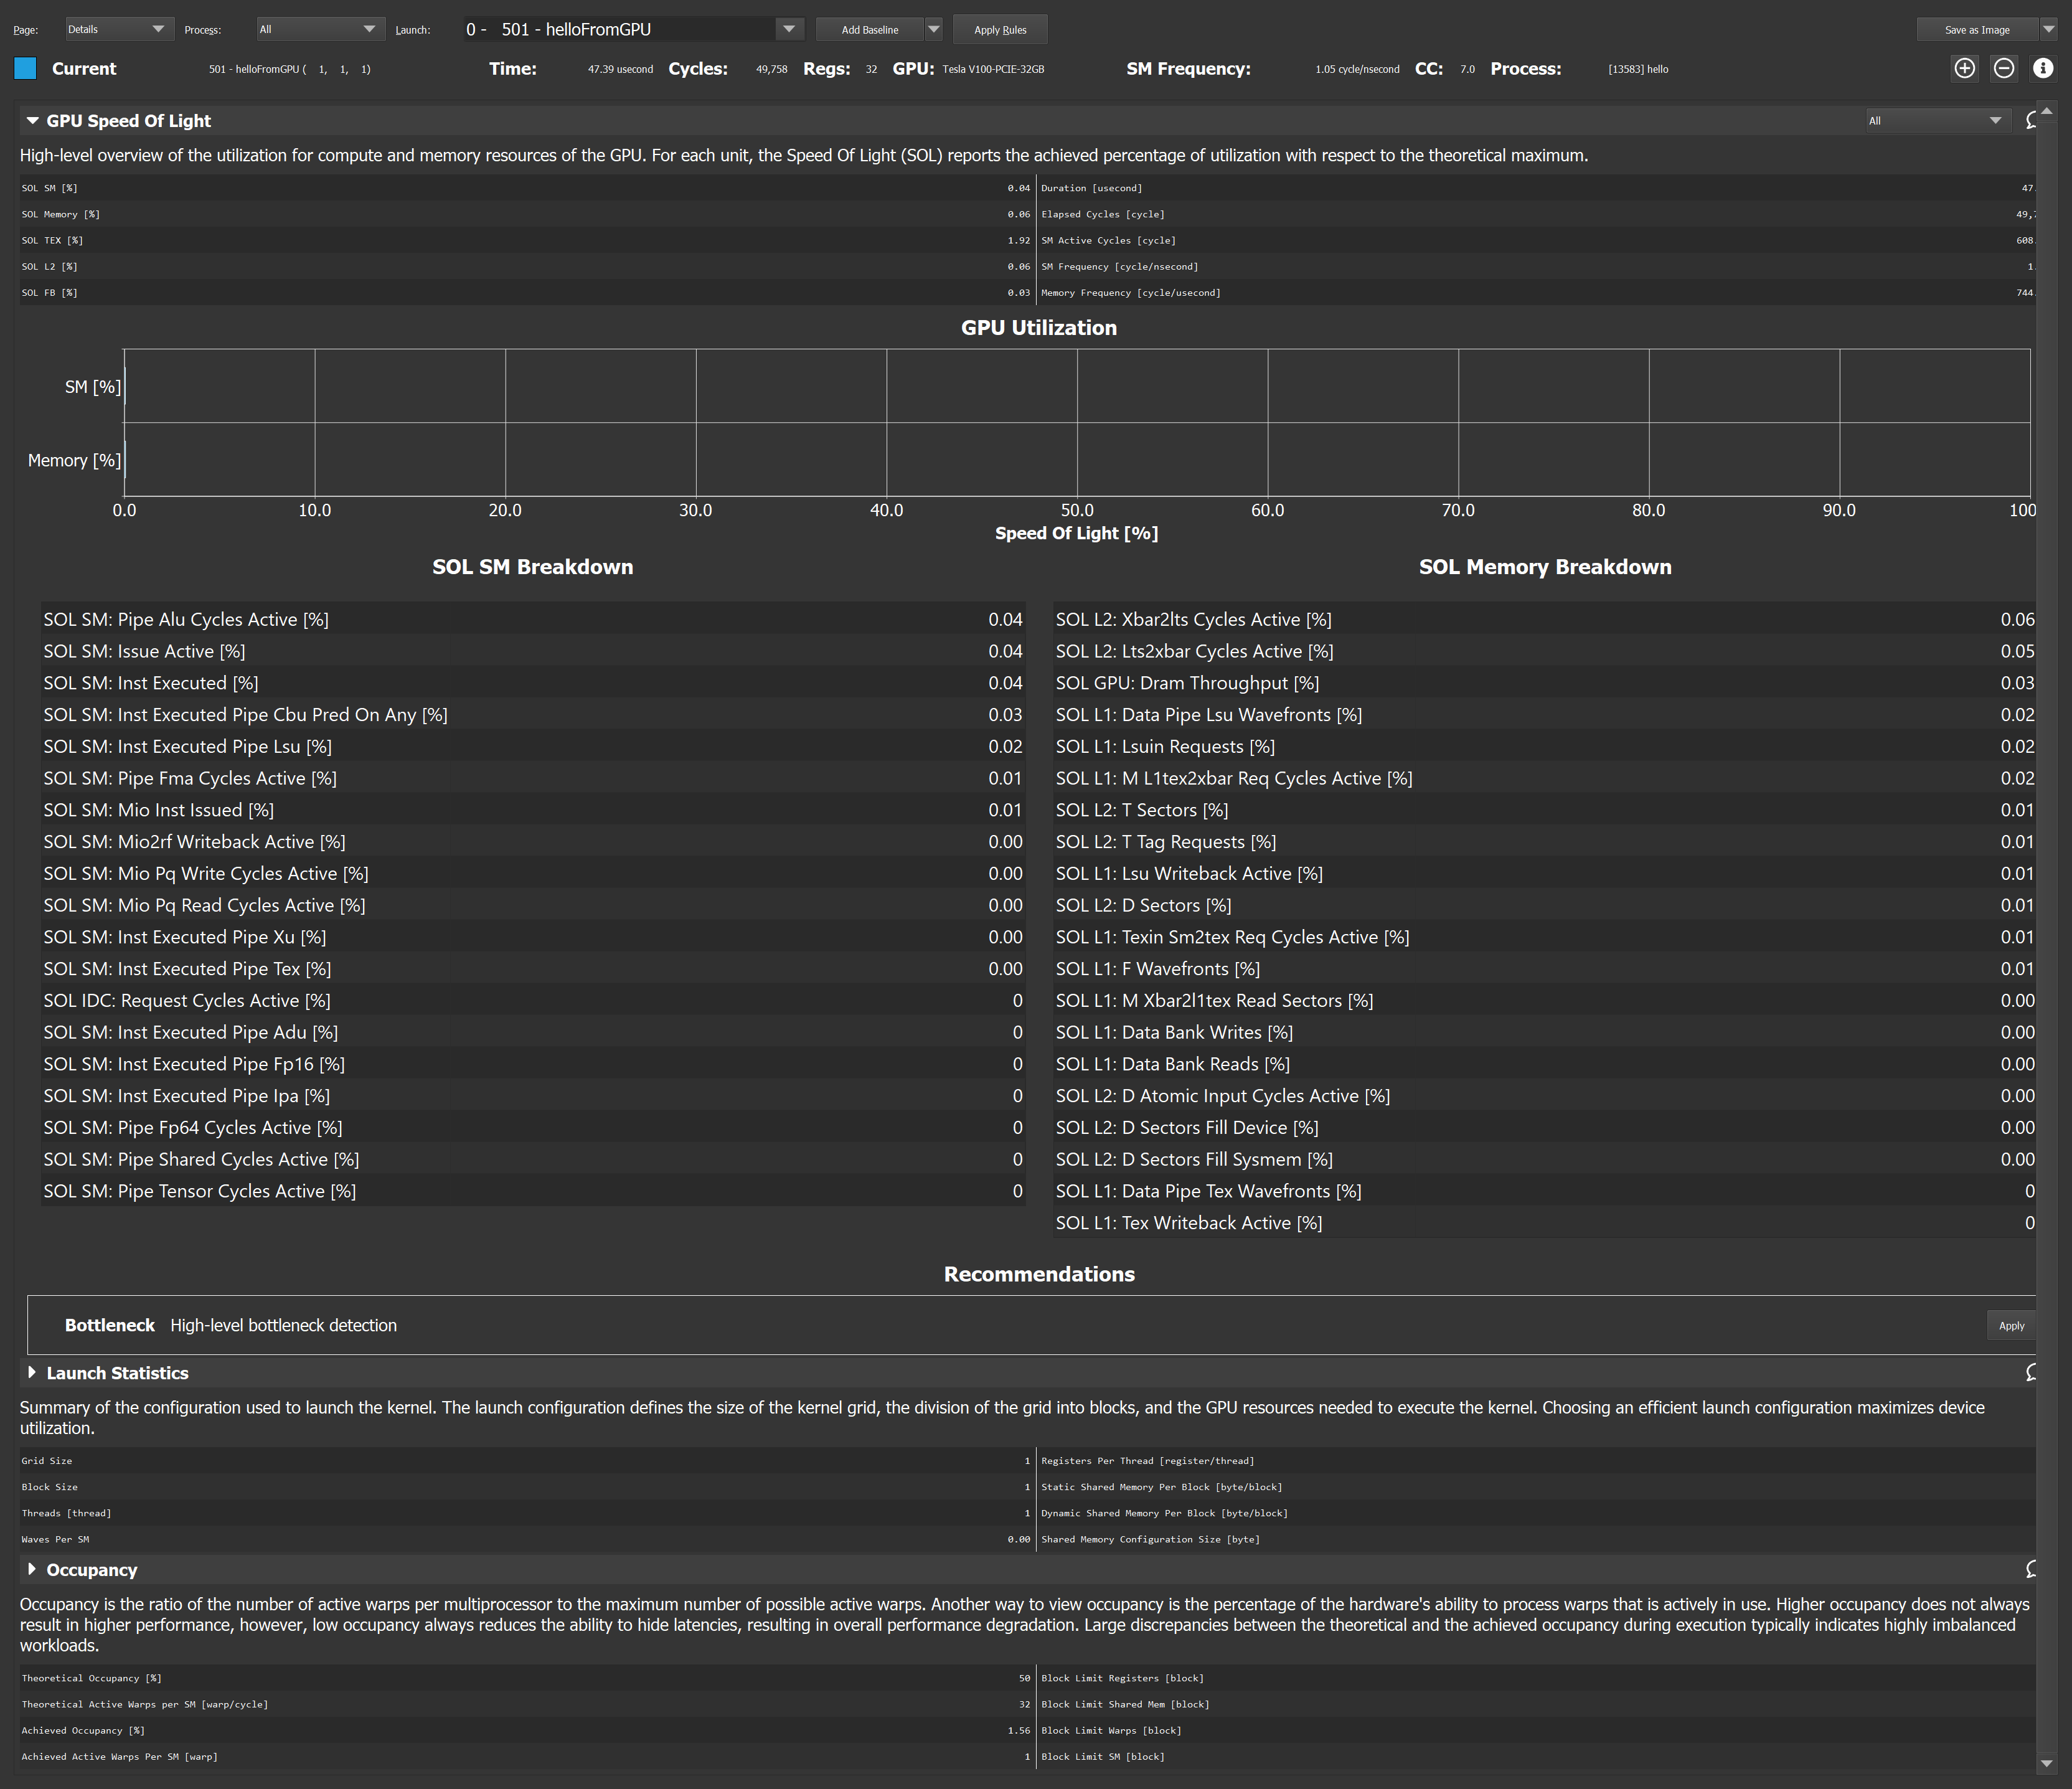 Page: Details Process: All Launch: 0 - 501 - helloFromGPU Add Baseline Apply Rules Save as Image
Current 501 - helloFromGPU ( 1, 1, 1) Time: 47.39 usecond Cycles: 49,758 Regs: 32 GPU: Tesla V100-PCIE-32GB SM Frequency: 1.05 cycle/nsecond CC: 7.0 Process: [13583] hello
GPU Speed Of Light All
High-level overview of the utilization for compute and memory resources of the GPU. For each unit, the Speed Of Light (SOL) reports the achieved percentage of utilization with respect to the theoretical maximum.
SOL SM [%] 0.04 Duration [usecond] 47.
SOL Memory [%] 0.06 Elapsed Cycles [cycle] 49,7
SOL TEX [%] 1.92 SM Active Cycles [cycle] 608.
SOL L2 [%] 0.06 SM Frequency [cycle/nsecond] 1.
SOL FB [%] 0.03 Memory Frequency [cycle/usecond] 744.
GPU Utilization
SM [%]
Memory [%]
0.0 10.0 20.0 30.0 40.0 50.0 60.0 70.0 80.0 90.0 100
Speed Of Light [%]
SOL SM Breakdown
SOL SM: Pipe Alu Cycles Active [%] 0.04
SOL SM: Issue Active [%] 0.04
SOL SM: Inst Executed [%] 0.04
SOL SM: Inst Executed Pipe Cbu Pred On Any [%] 0.03
SOL SM: Inst Executed Pipe Lsu [%] 0.02
SOL SM: Pipe Fma Cycles Active [%] 0.01
SOL SM: Mio Inst Issued [%] 0.01
SOL SM: Mio2rf Writeback Active [%] 0.00
SOL SM: Mio Pq Write Cycles Active [%] 0.00
SOL SM: Mio Pq Read Cycles Active [%] 0.00
SOL SM: Inst Executed Pipe Xu [%] 0.00
SOL SM: Inst Executed Pipe Tex [%] 0.00
SOL IDC: Request Cycles Active [%] 0
SOL SM: Inst Executed Pipe Adu [%] 0
SOL SM: Inst Executed Pipe Fp16 [%] 0
SOL SM: Inst Executed Pipe Ipa [%] 0
SOL SM: Pipe Fp64 Cycles Active [%] 0
SOL SM: Pipe Shared Cycles Active [%] 0
SOL SM: Pipe Tensor Cycles Active [%] 0
SOL Memory Breakdown
SOL L2: Xbar2lts Cycles Active [%] 0.06
SOL L2: Lts2xbar Cycles Active [%] 0.05
SOL GPU: Dram Throughput [%] 0.03
SOL L1: Data Pipe Lsu Wavefronts [%] 0.02
SOL L1: Lsuin Requests [%] 0.02
SOL L1: M L1tex2xbar Req Cycles Active [%] 0.02
SOL L2: T Sectors [%] 0.01
SOL L2: T Tag Requests [%] 0.01
SOL L1: Lsu Writeback Active [%] 0.01
SOL L2: D Sectors [%] 0.01
SOL L1: Texin Sm2tex Req Cycles Active [%] 0.01
SOL L1: F Wavefronts [%] 0.01
SOL L1: M Xbar2l1tex Read Sectors [%] 0.00
SOL L1: Data Bank Writes [%] 0.00
SOL L1: Data Bank Reads [%] 0.00
SOL L2: D Atomic Input Cycles Active [%] 0.00
SOL L2: D Sectors Fill Device [%] 0.00
SOL L2: D Sectors Fill Sysmem [%] 0.00
SOL L1: Data Pipe Tex Wavefronts [%] 0
SOL L1: Tex Writeback Active [%] 0
Recommendations
Bottleneck High-level bottleneck detection Apply
Launch Statistics
Summary of the configuration used to launch the kernel. The launch configuration defines the size of the kernel grid, the division of the grid into blocks, and the GPU resources needed to execute the kernel. Choosing an efficient launch configuration maximizes device
utilization.
Grid Size 1 Registers Per Thread [register/thread]
Block Size 1 Static Shared Memory Per Block [byte/block]
Threads [thread] 1 Dynamic Shared Memory Per Block [byte/block]
Waves Per SM 0.00 Shared Memory Configuration Size [byte]
Occupancy
Occupancy is the ratio of the number of active warps per multiprocessor to the maximum number of possible active warps. Another way to view occupancy is the percentage of the hardware's ability to process warps that is actively in use. Higher occupancy does not always
result in higher performance, however, low occupancy always reduces the ability to hide latencies, resulting in overall performance degradation. Large discrepancies between the theoretical and the achieved occupancy during execution typically indicates highly imbalanced
workloads.
Theoretical Occupancy [%] 50 Block Limit Registers [block]
Theoretical Active Warps per SM [warp/cycle] 32 Block Limit Shared Mem [block]
Achieved Occupancy [%] 1.56 Block Limit Warps [block]
Achieved Active Warps Per SM [warp] 1 Block Limit SM [block]